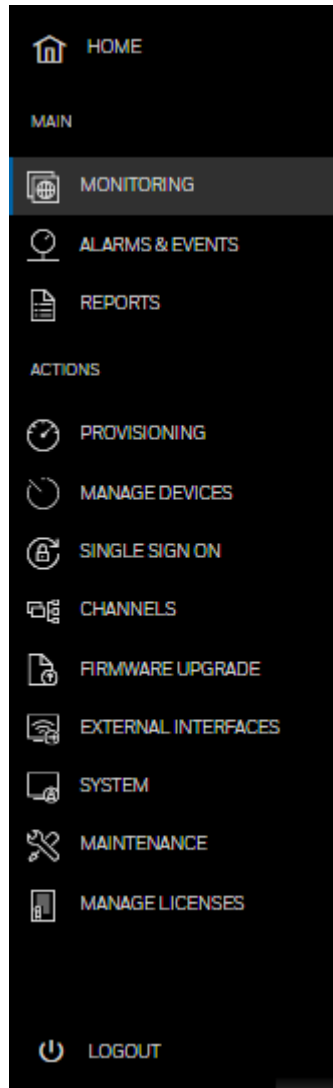 HOME
MAIN
MONITORING
ALARMS & EVENTS
REPORTS
ACTIONS
PROVISIONING
MANAGE DEVICES
SINGLE SIGN ON
CHANNELS
FIRMWARE UPGRADE
EXTERNAL INTERFACES
SYSTEM
MAINTENANCE
MANAGE LICENSES
LOGOUT